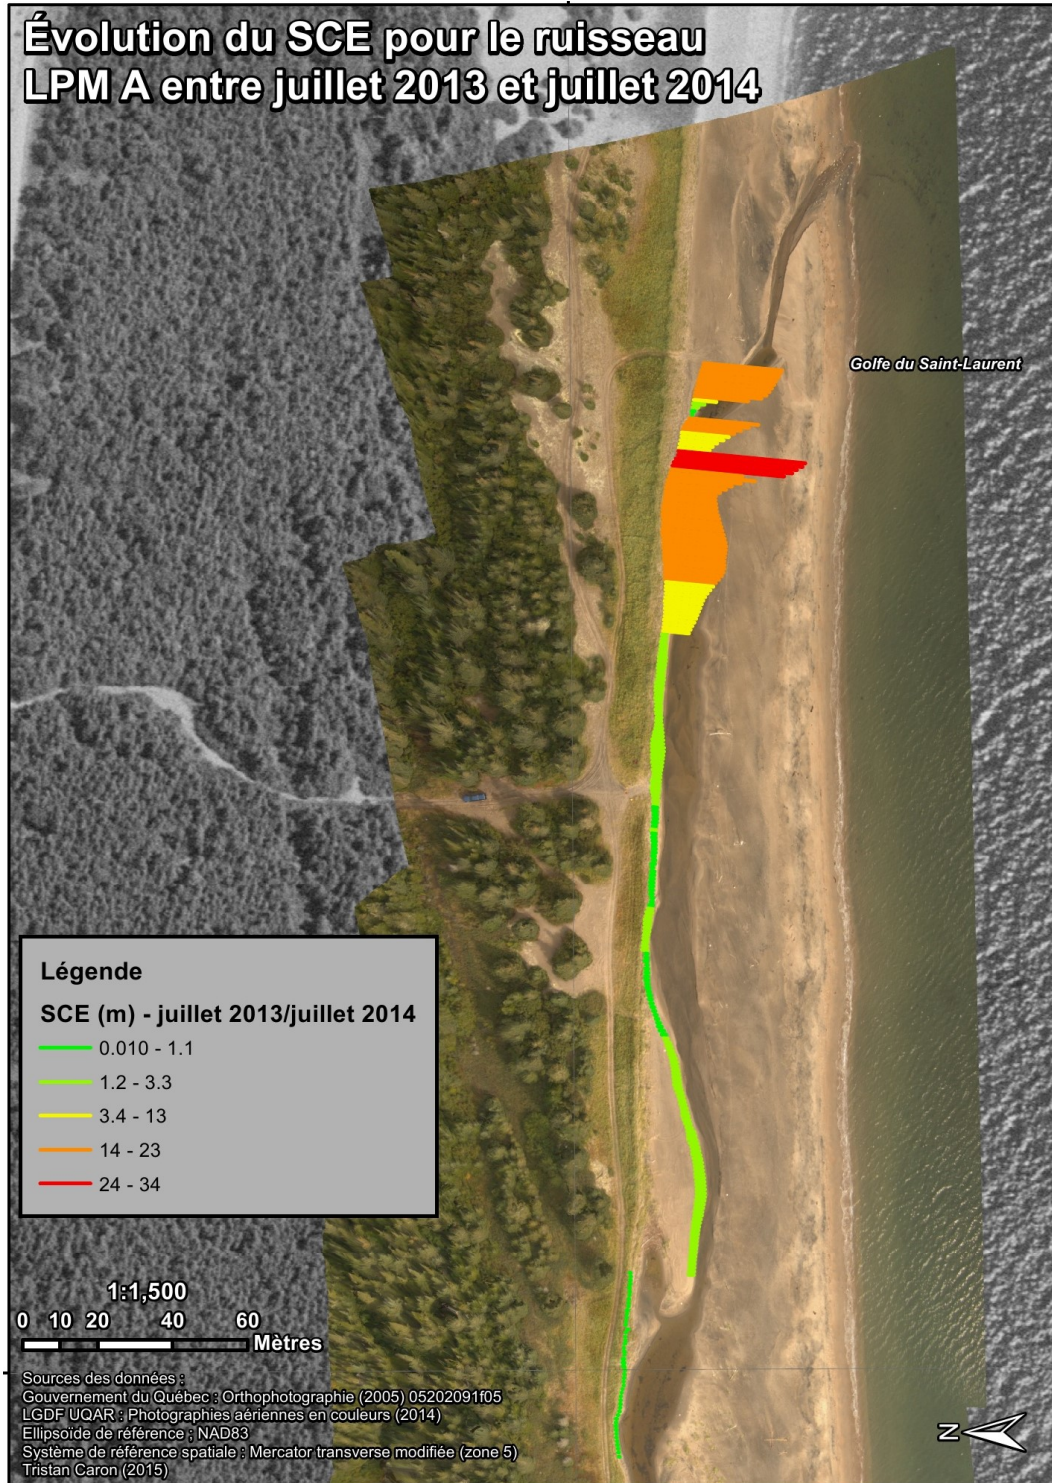 Évolution du SCE pour le ruisseau
LPM A entre juillet 2013 et juillet 2014
Golfe du Saint-Laurent
Légende
SCE (m) - juillet 2013/juillet 2014
0.010 - 1.1
1.2 - 3.3
3.4 - 13
14 - 23
24 - 34
1:1,500
0 10 20 40 60
Mètres
Sources des données :
Gouvernement du Québec : Orthophotographie (2005) 05202091f05
LGDF UQAR : Photographies aériennes en couleurs (2014)
Ellipsoïde de référence : NAD83
Système de référence spatiale : Mercator transverse modifiée (zone 5)
Tristan Caron (2015)
N